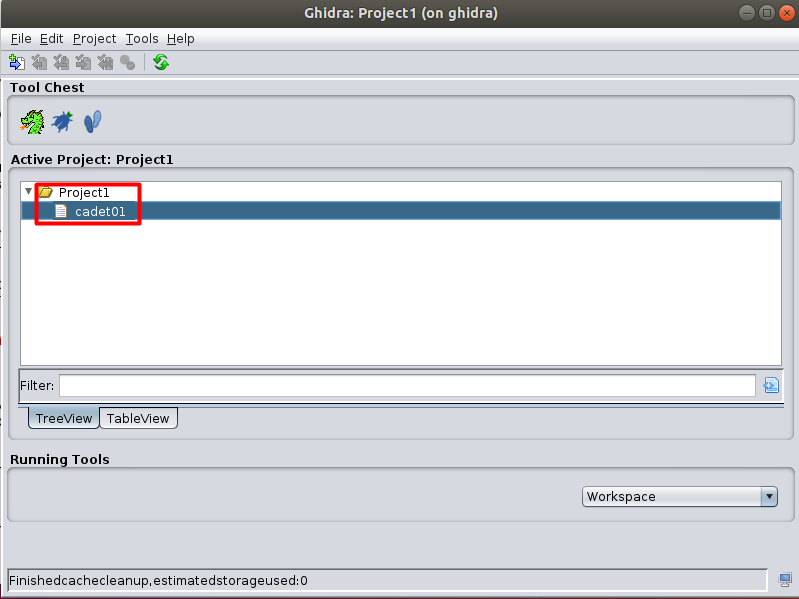 Ghidra: Project1 (on ghidra)
File Edit Project Tools Help
Tool Chest
Active Project: Project1
Project1
cadet01
Filter:
TreeView TableView
Running Tools
Workspace
Finishedcachecleanup,estimatedstorageused:0